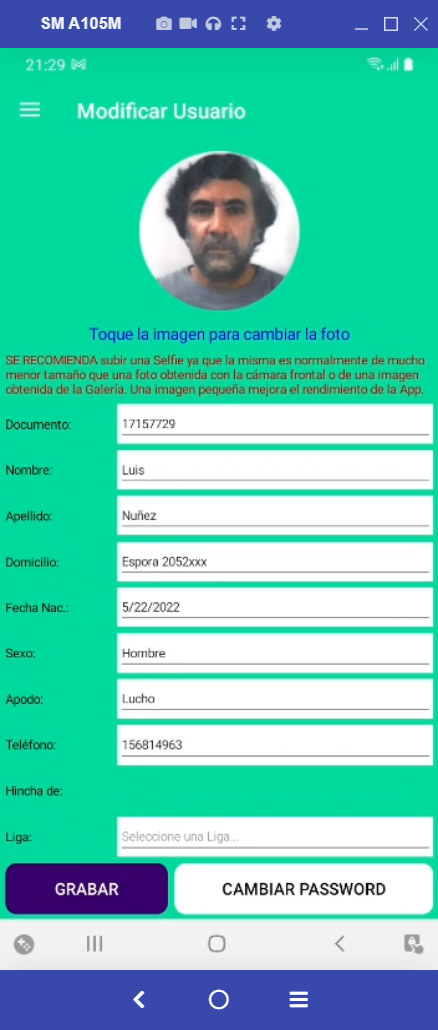 SM A105M
21:29
Modificar Usuario
Toque la imagen para cambiar la foto
SE RECOMIENDA subir una Selfie ya que la misma es normalmente de mucho
menor tamaño que una foto obtenida con la cámara frontal o de una imagen
obtenida de la Galería. Una imagen pequeña mejora el rendimiento de la App.
Documento: 17157729
Nombre: Luis
Apellido: Nuñez
Domicilio: Espora 2052xxx
Fecha Nac.: 5/22/2022
Sexo: Hombre
Apodo: Lucho
Teléfono: 156814963
Hincha de:
Liga: Seleccione una Liga...
GRABAR CAMBIAR PASSWORD